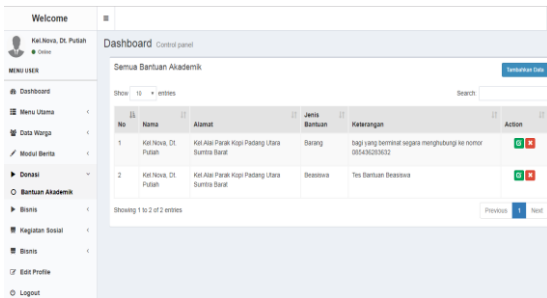 Welcome
Kel.Nova, Dt. Putiah
Online
MENU USER
Dashboard
Menu Utama
Data Warga
Modul Berita
Donasi
Bantuan Akademik
Bisnis
Kegiatan Sosial
Bisnis
Edit Profile
Logout
Dashboard Control panel
Semua Bantuan Akademik
Tambahkan Data
Show 10 entries
Search:
No Nama Alamat Jenis Bantuan Keterangan Action
1 Kel.Nova, Dt. Putiah Kel.Alai Parak Kopi Padang Utara Sumtra Barat Barang bagi yang berminat segara menghubungi ke nomor 085436283632
2 Kel.Nova, Dt. Putiah Kel.Alai Parak Kopi Padang Utara Sumtra Barat Beasiswa Tes Bantuan Beasiswa
Showing 1 to 2 of 2 entries
Previous 1 Next